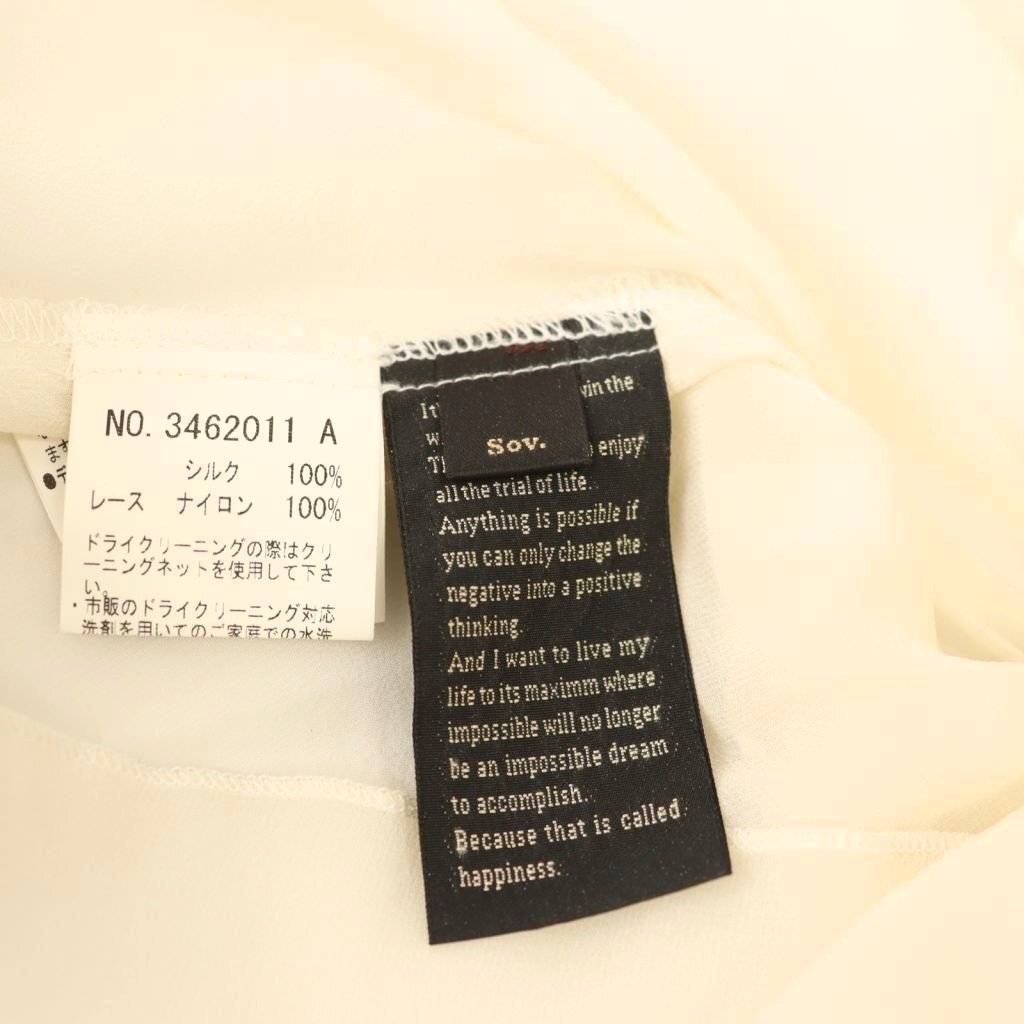 NO. 3462011 A
シルク 100%
レース ナイロン 100%
ドライクリーニングの際はクリ
ーニングネットを使用して下さ
い。
・市販のドライクリーニング対応
洗剤を用いてのご家庭での水洗
Sov.
win the
enjoy
all the trial of life.
Anything is possible if
you can only change the
negative into a positive
thinking.
And I want to live my
life to its maximm where
impossible will no longer
be an impossible dream
to accomplish.
Because that is called
happiness.